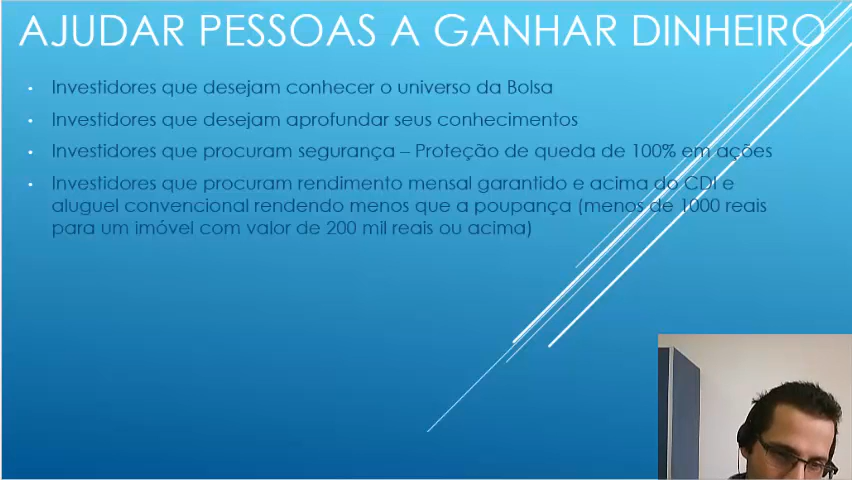 AJUDAR PESSOAS A GANHAR DINHEIRO
• Investidores que desejam conhecer o universo da Bolsa
• Investidores que desejam aprofundar seus conhecimentos
• Investidores que procuram segurança – Proteção de queda de 100% em ações
• Investidores que procuram rendimento mensal garantido e acima do CDI e
aluguel convencional rendendo menos que a poupança (menos de 1000 reais
para um imóvel com valor de 200 mil reais ou acima)